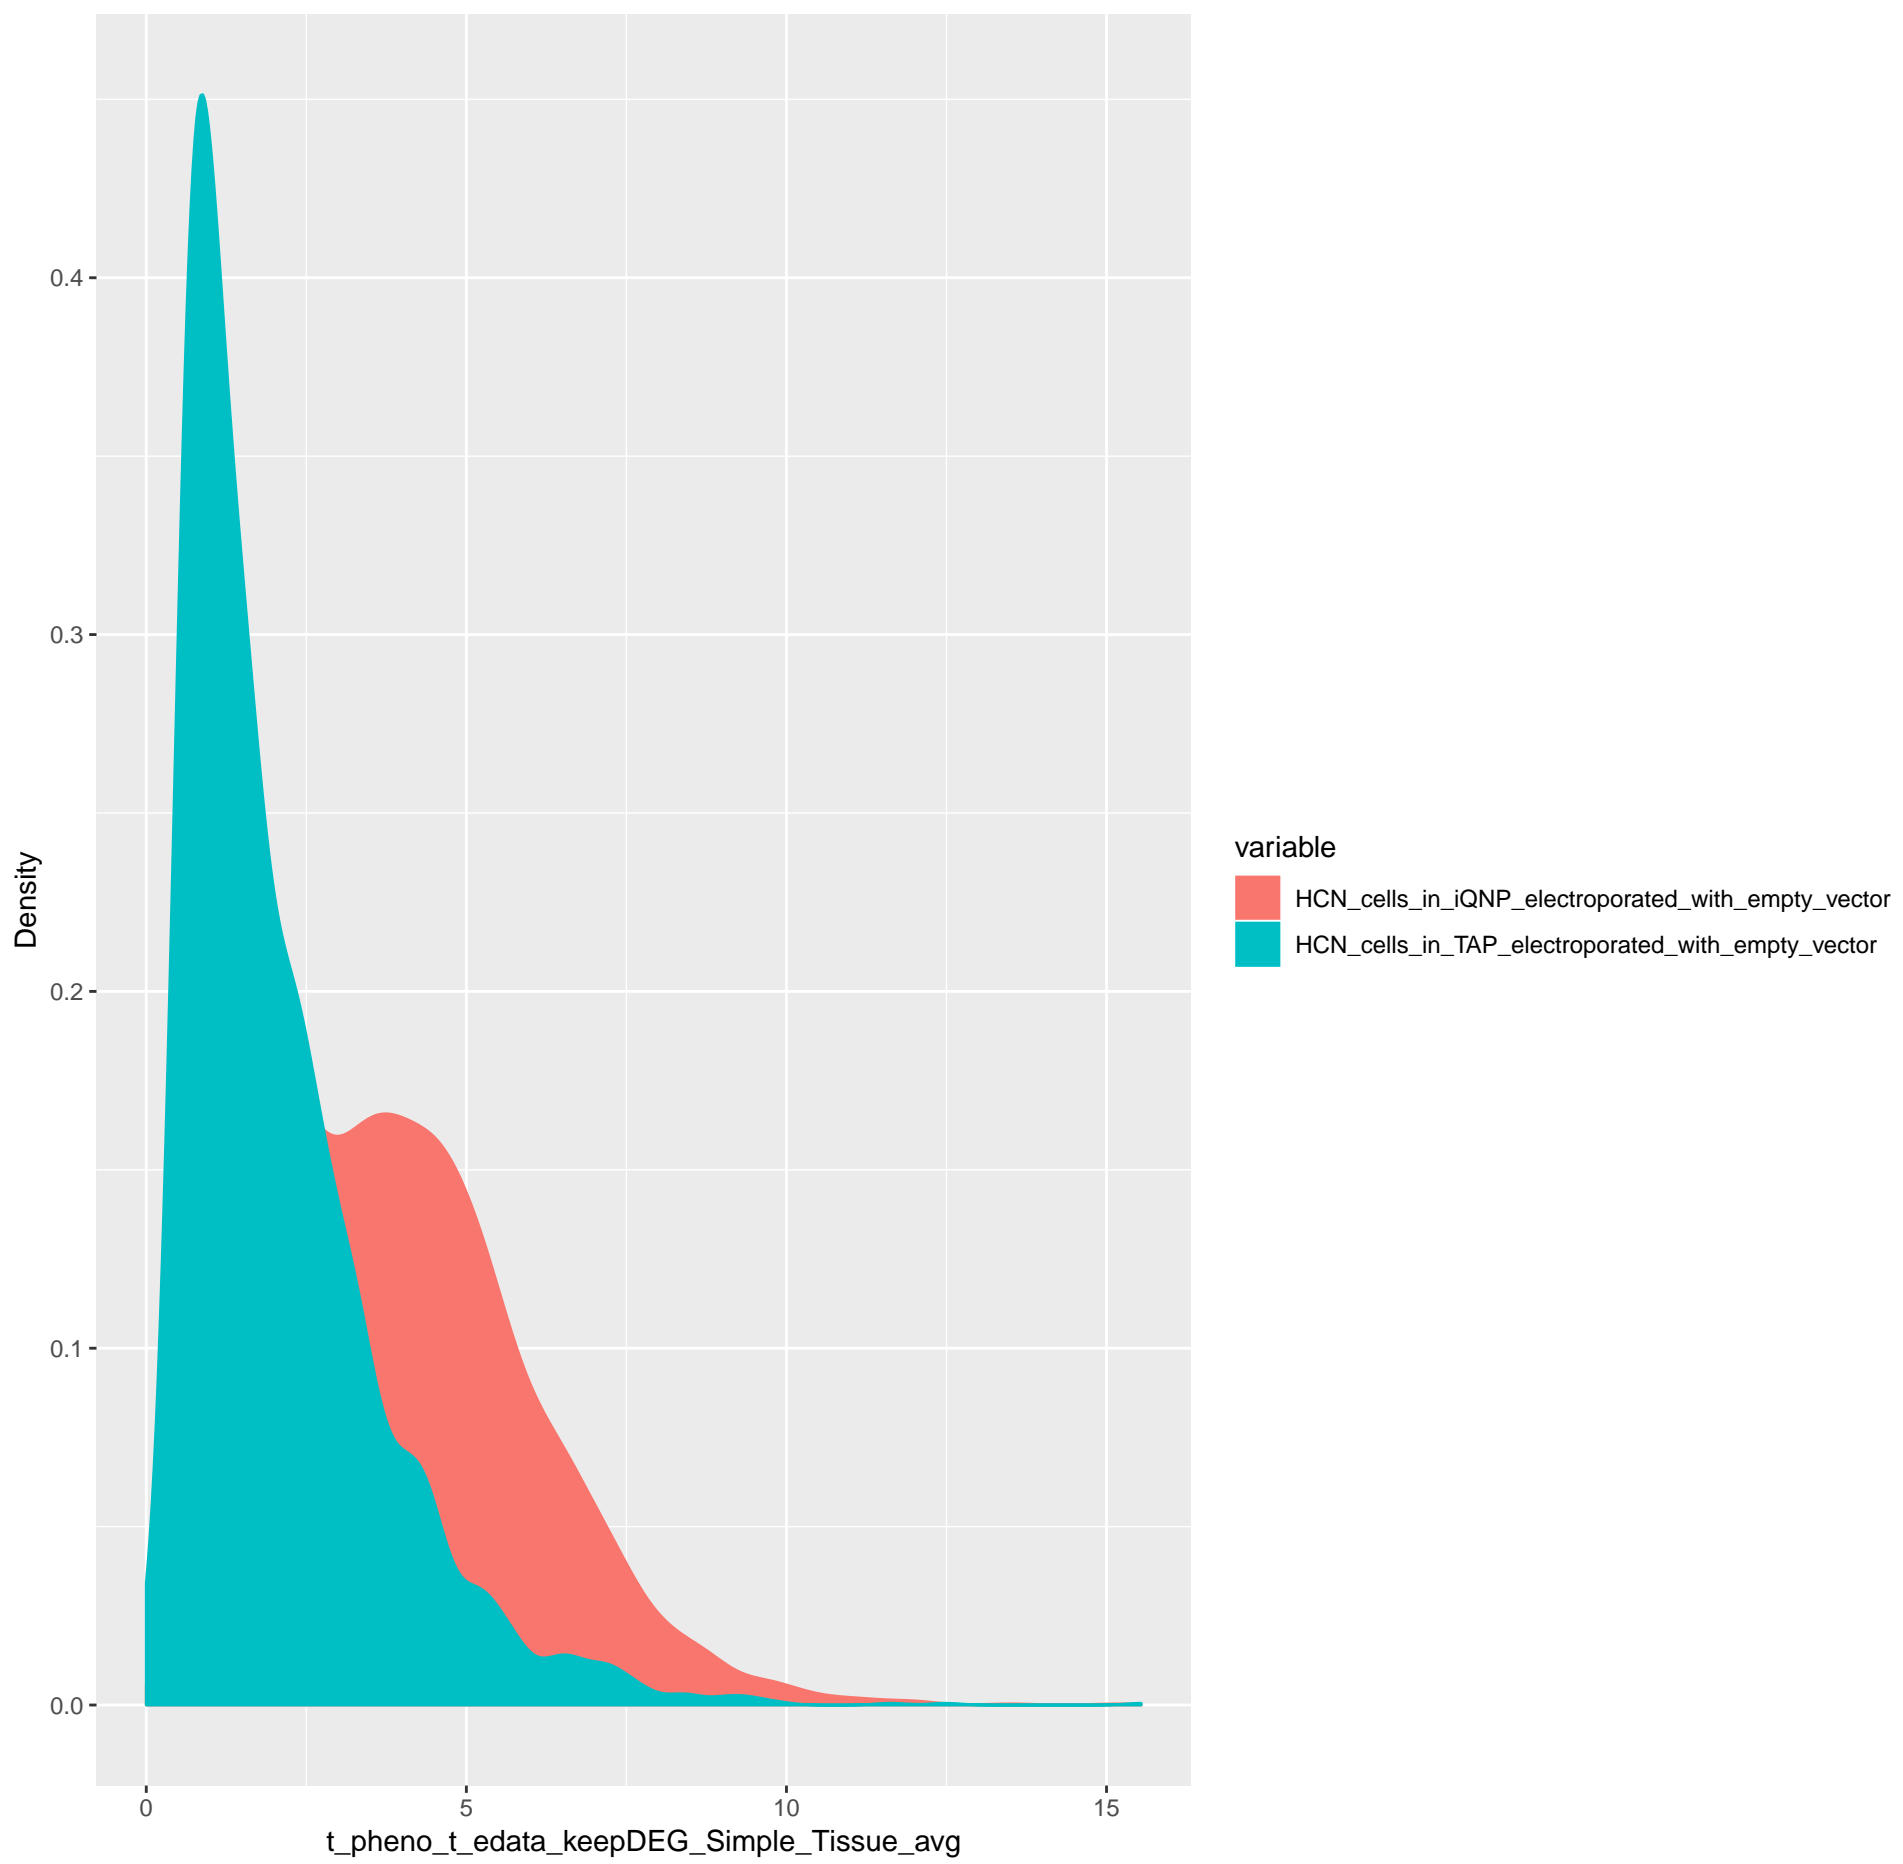 0.4
0.3
0.2
0.1
0.0
Density
0
5
10
15
t_pheno_t_edata_keepDEG_Simple_Tissue_avg
variable
HCN_cells_in_iQNP_electroporated_with_empty_vector
HCN_cells_in_TAP_electroporated_with_empty_vector